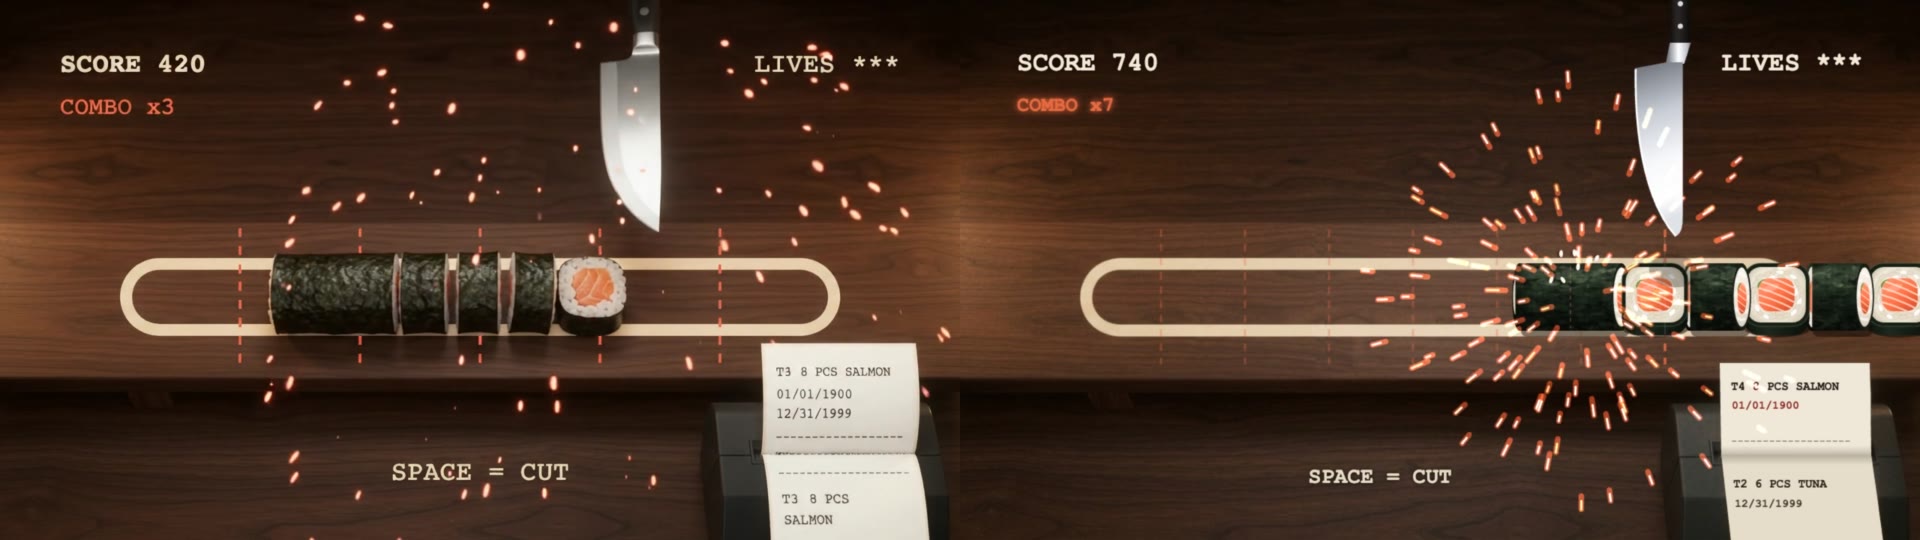 SCORE 420
COMBO x3
LIVES ***
T3 8 PCS SALMON
01/01/1900
12/31/1999
T3 8 PCS
SALMON
SPACE = CUT
SCORE 740
COMBO x7
LIVES ***
T4 PCS SALMON
01/01/1900
T2 6 PCS TUNA
12/31/1999
SPACE = CUT